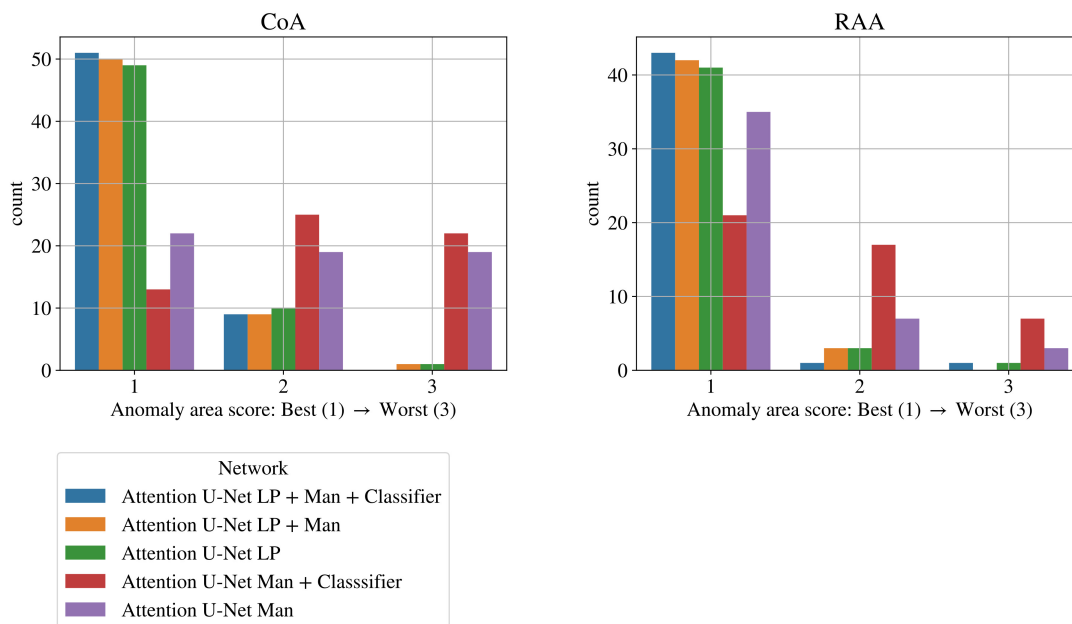 CoA
50
40
30
20
10
0
count
1 2 3
Anomaly area score: Best (1) → Worst (3)
RAA
40
30
20
10
0
count
1 2 3
Anomaly area score: Best (1) → Worst (3)
Network
Attention U-Net LP + Man + Classifier
Attention U-Net LP + Man
Attention U-Net LP
Attention U-Net Man + Classsifier
Attention U-Net Man